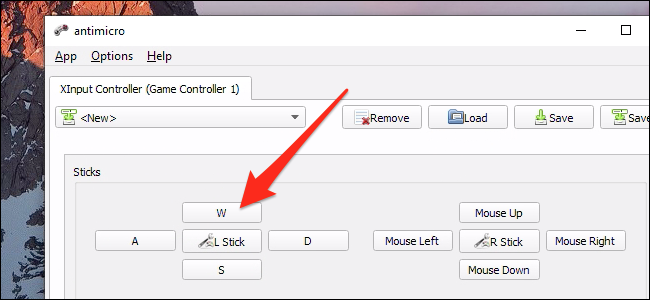 antimicro
App Options Help
XInput Controller (Game Controller 1)
<New> Remove Load Save Save
Sticks
W Mouse Up
A L Stick D Mouse Left R Stick Mouse Right
S Mouse Down